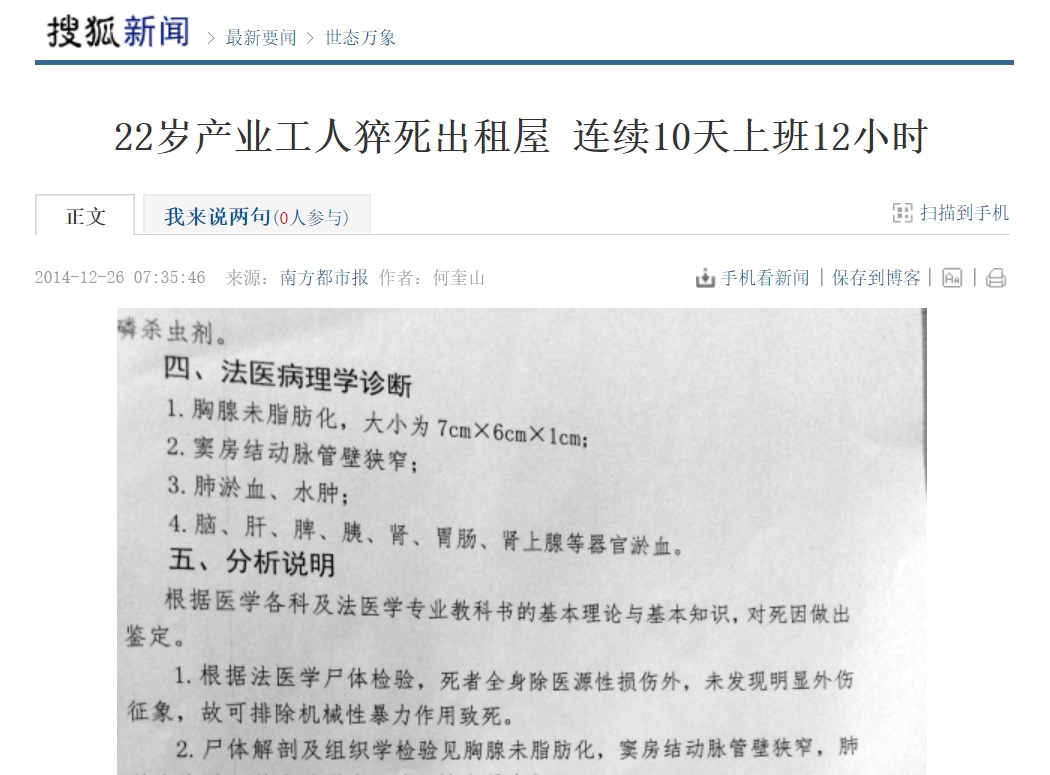 搜狐新闻 > 最新要闻 > 世态万象
22岁产业工人猝死出租屋 连续10天上班12小时
正文 我来说两句(0人参与) 扫描到手机
2014-12-26 07:35:46 来源：南方都市报 作者：何奎山 手机看新闻 | 保存到博客 | Aa |
磷杀虫剂。
四、法医病理学诊断
1. 胸腺未脂肪化，大小为 7cm×6cm×1cm；
2. 窦房结动脉管壁狭窄；
3. 肺淤血、水肿；
4. 脑、肝、脾、胰、肾、胃肠、肾上腺等器官淤血。
五、分析说明
根据医学各科及法医学专业教科书的基本理论与基本知识，对死因做出
鉴定。
1. 根据法医学尸体检验，死者全身除医源性损伤外，未发现明显外伤
征象，故可排除机械性暴力作用致死。
2. 尸体解剖及组织学检验见胸腺未脂肪化，窦房结动脉管壁狭窄，肺